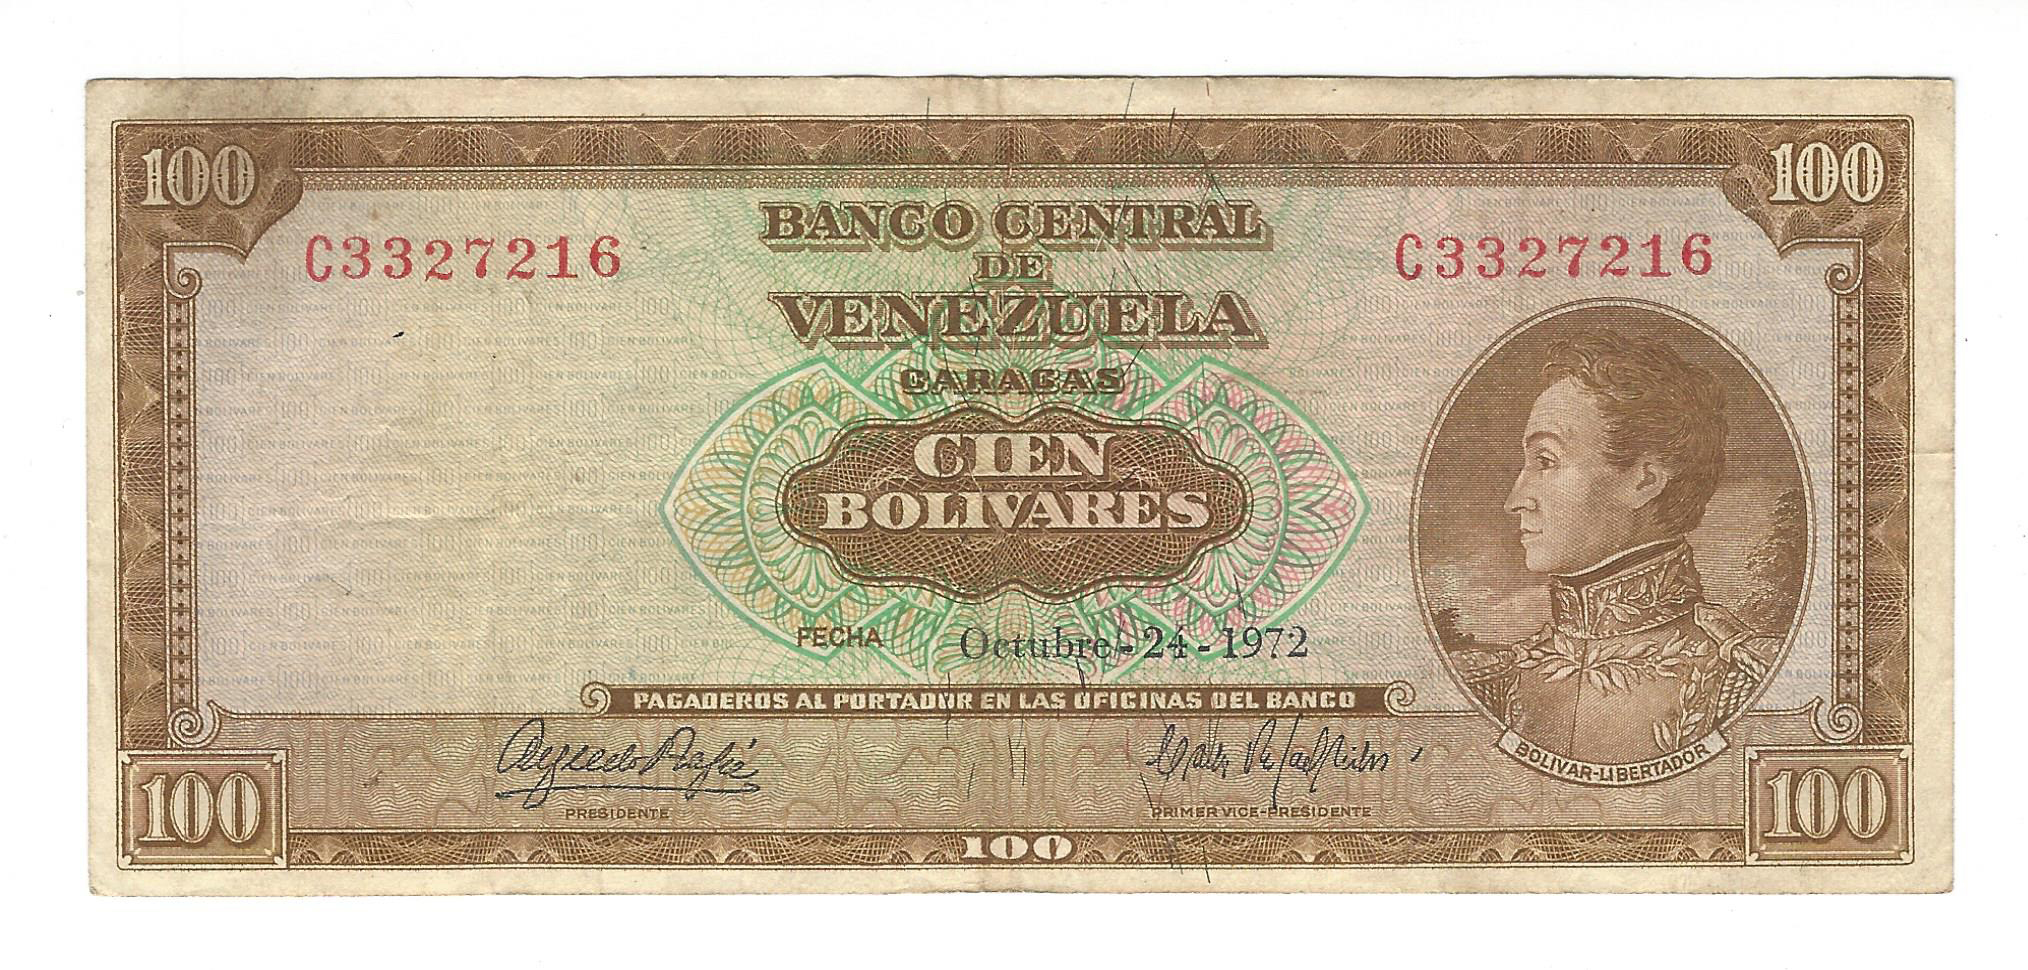 100 100
BANCO CENTRAL
DE
VENEZUELA
CARACAS
C3327216 C3327216
CIEN
BOLIVARES
FECHA Octubre - 24 - 1972
PAGADEROS AL PORTADOR EN LAS OFICINAS DEL BANCO
BOLIVAR-LIBERTADOR
PRESIDENTE PRIMER VICE-PRESIDENTE
100 100 100